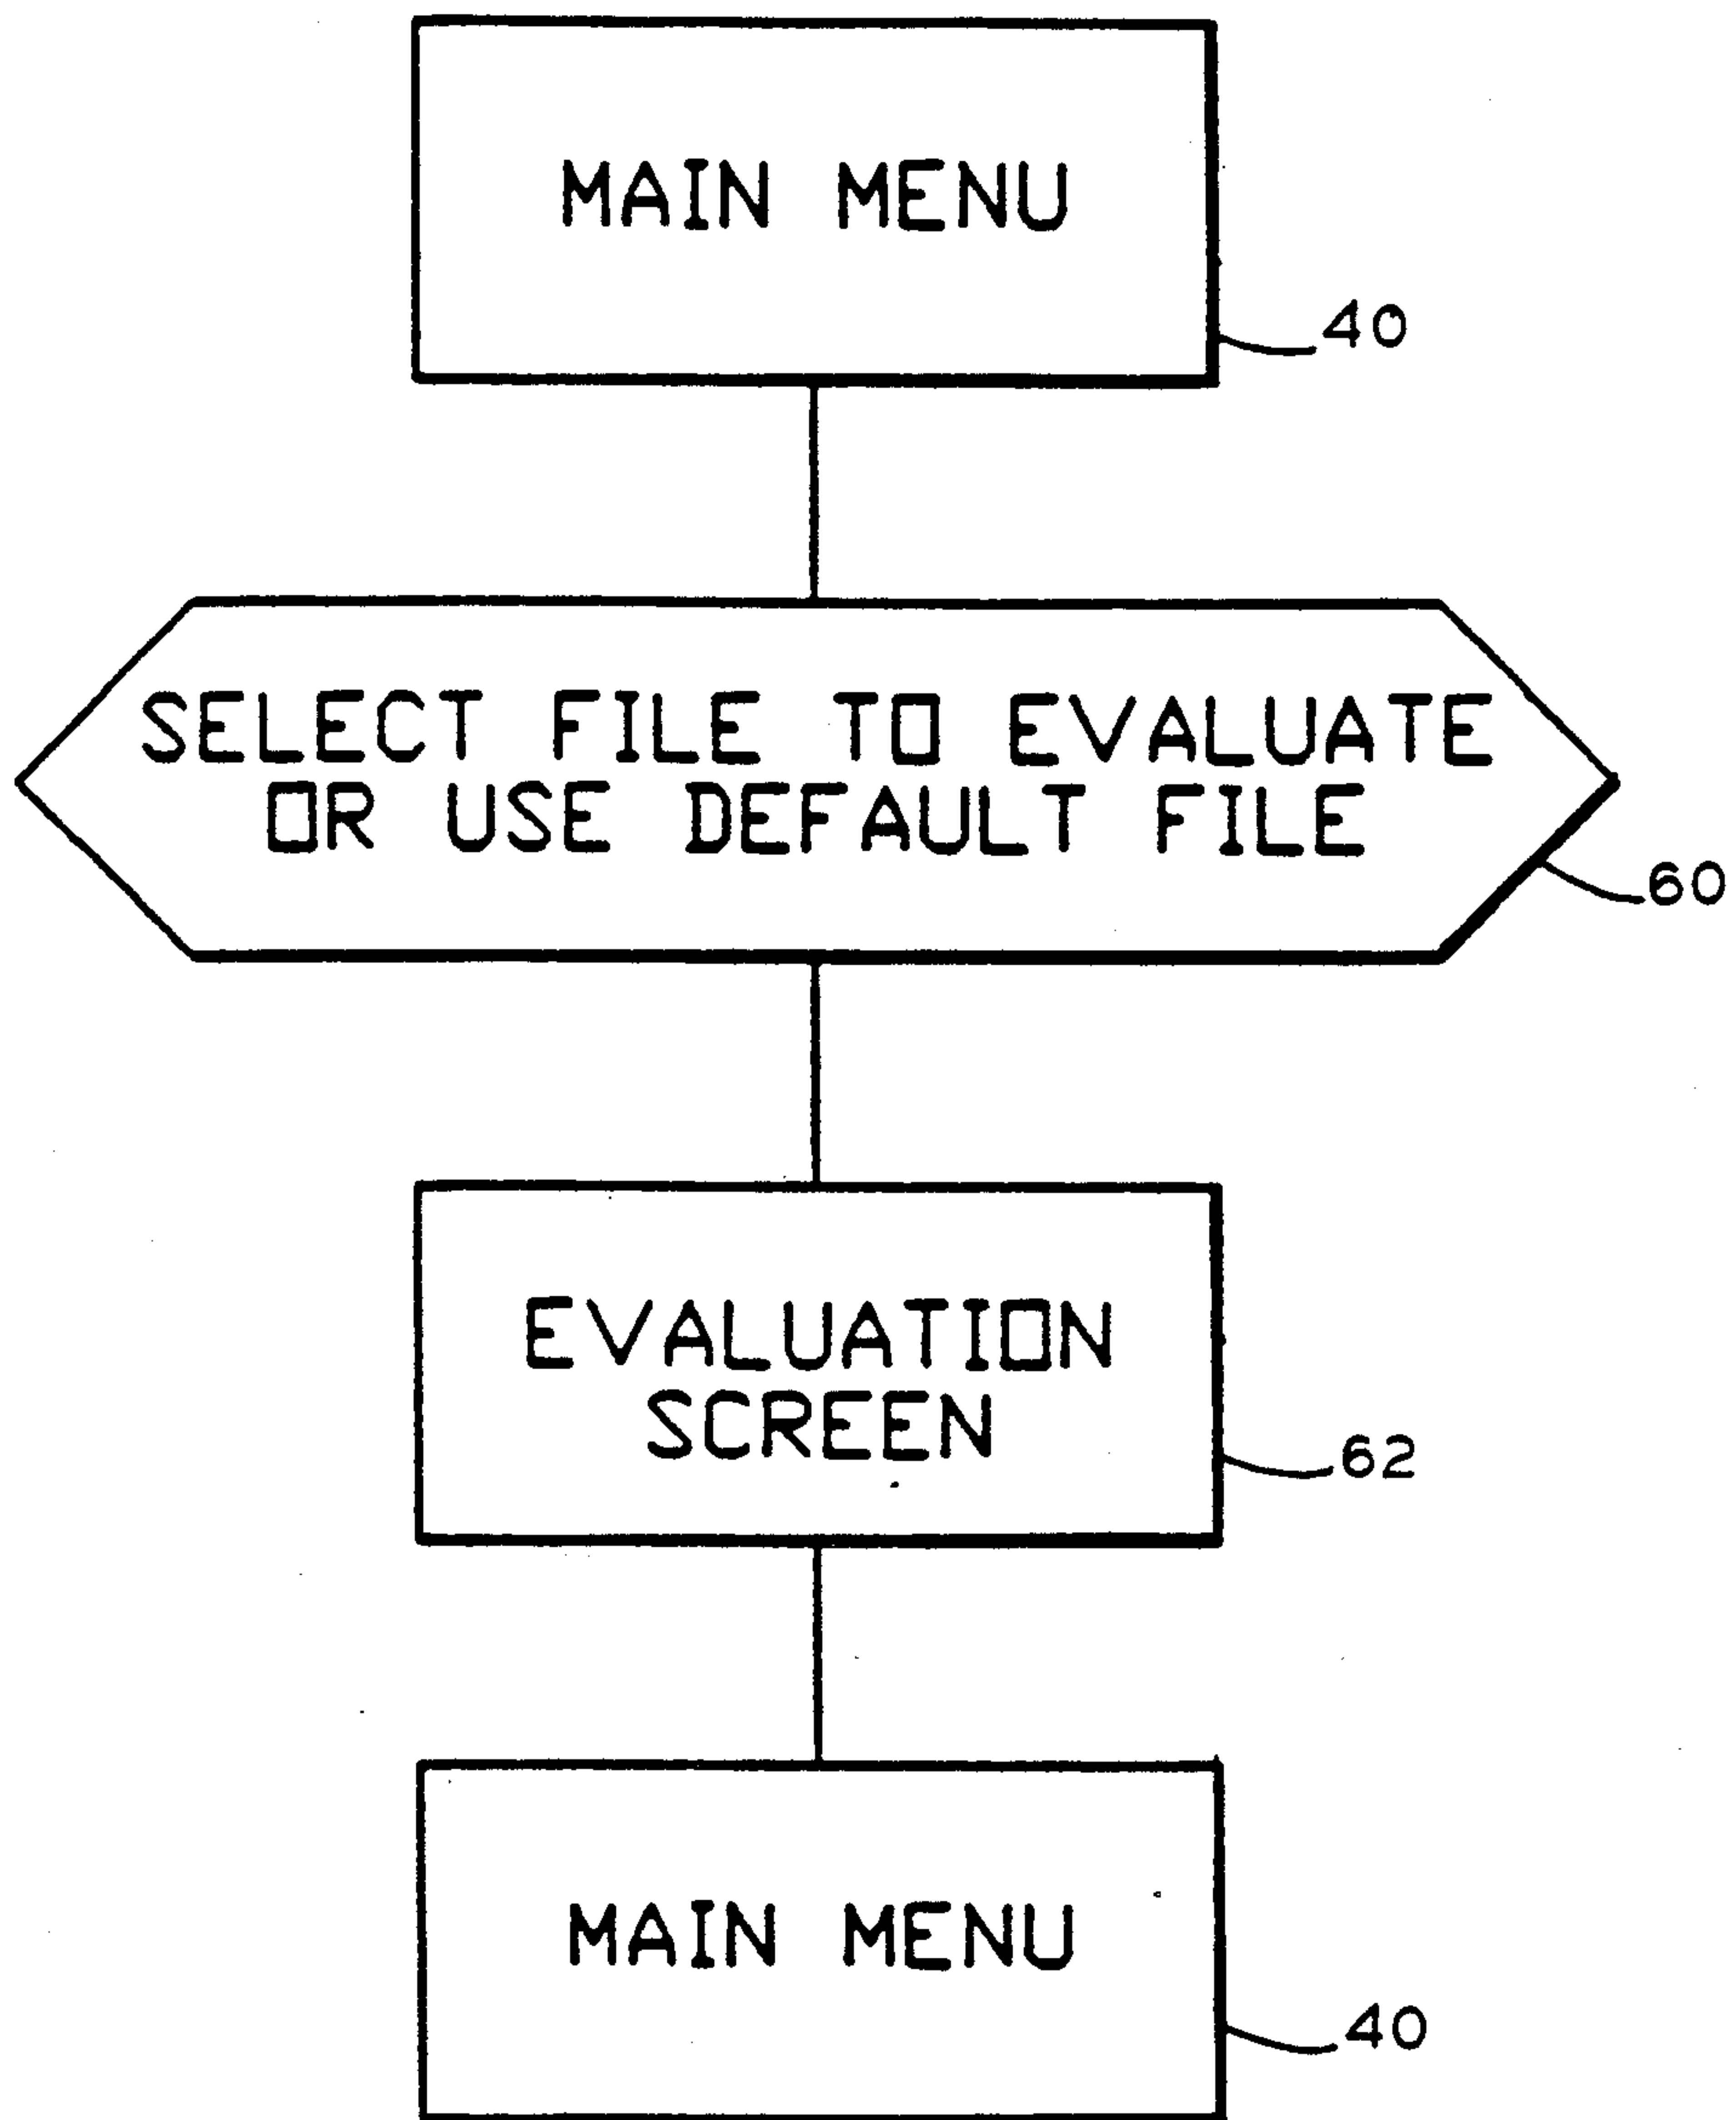 MAIN MENU
40
SELECT FILE TO EVALUATE
OR USE DEFAULT FILE
60
EVALUATION
SCREEN
62
MAIN MENU
40